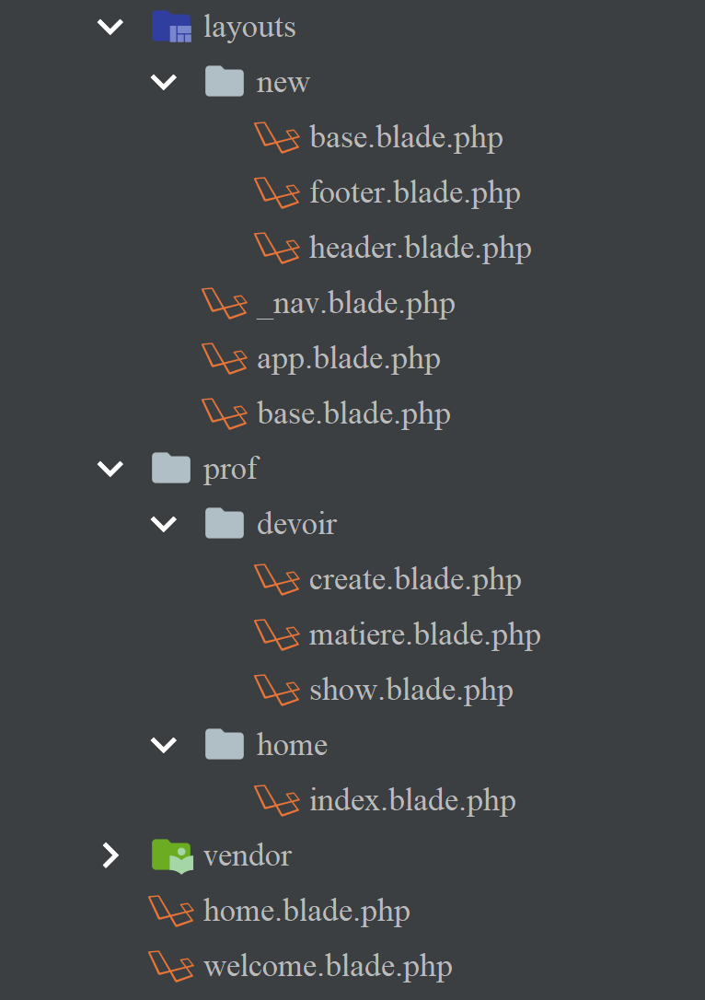 layouts
new
base.blade.php
footer.blade.php
header.blade.php
_nav.blade.php
app.blade.php
base.blade.php
prof
devoir
create.blade.php
matiere.blade.php
show.blade.php
home
index.blade.php
vendor
home.blade.php
welcome.blade.php